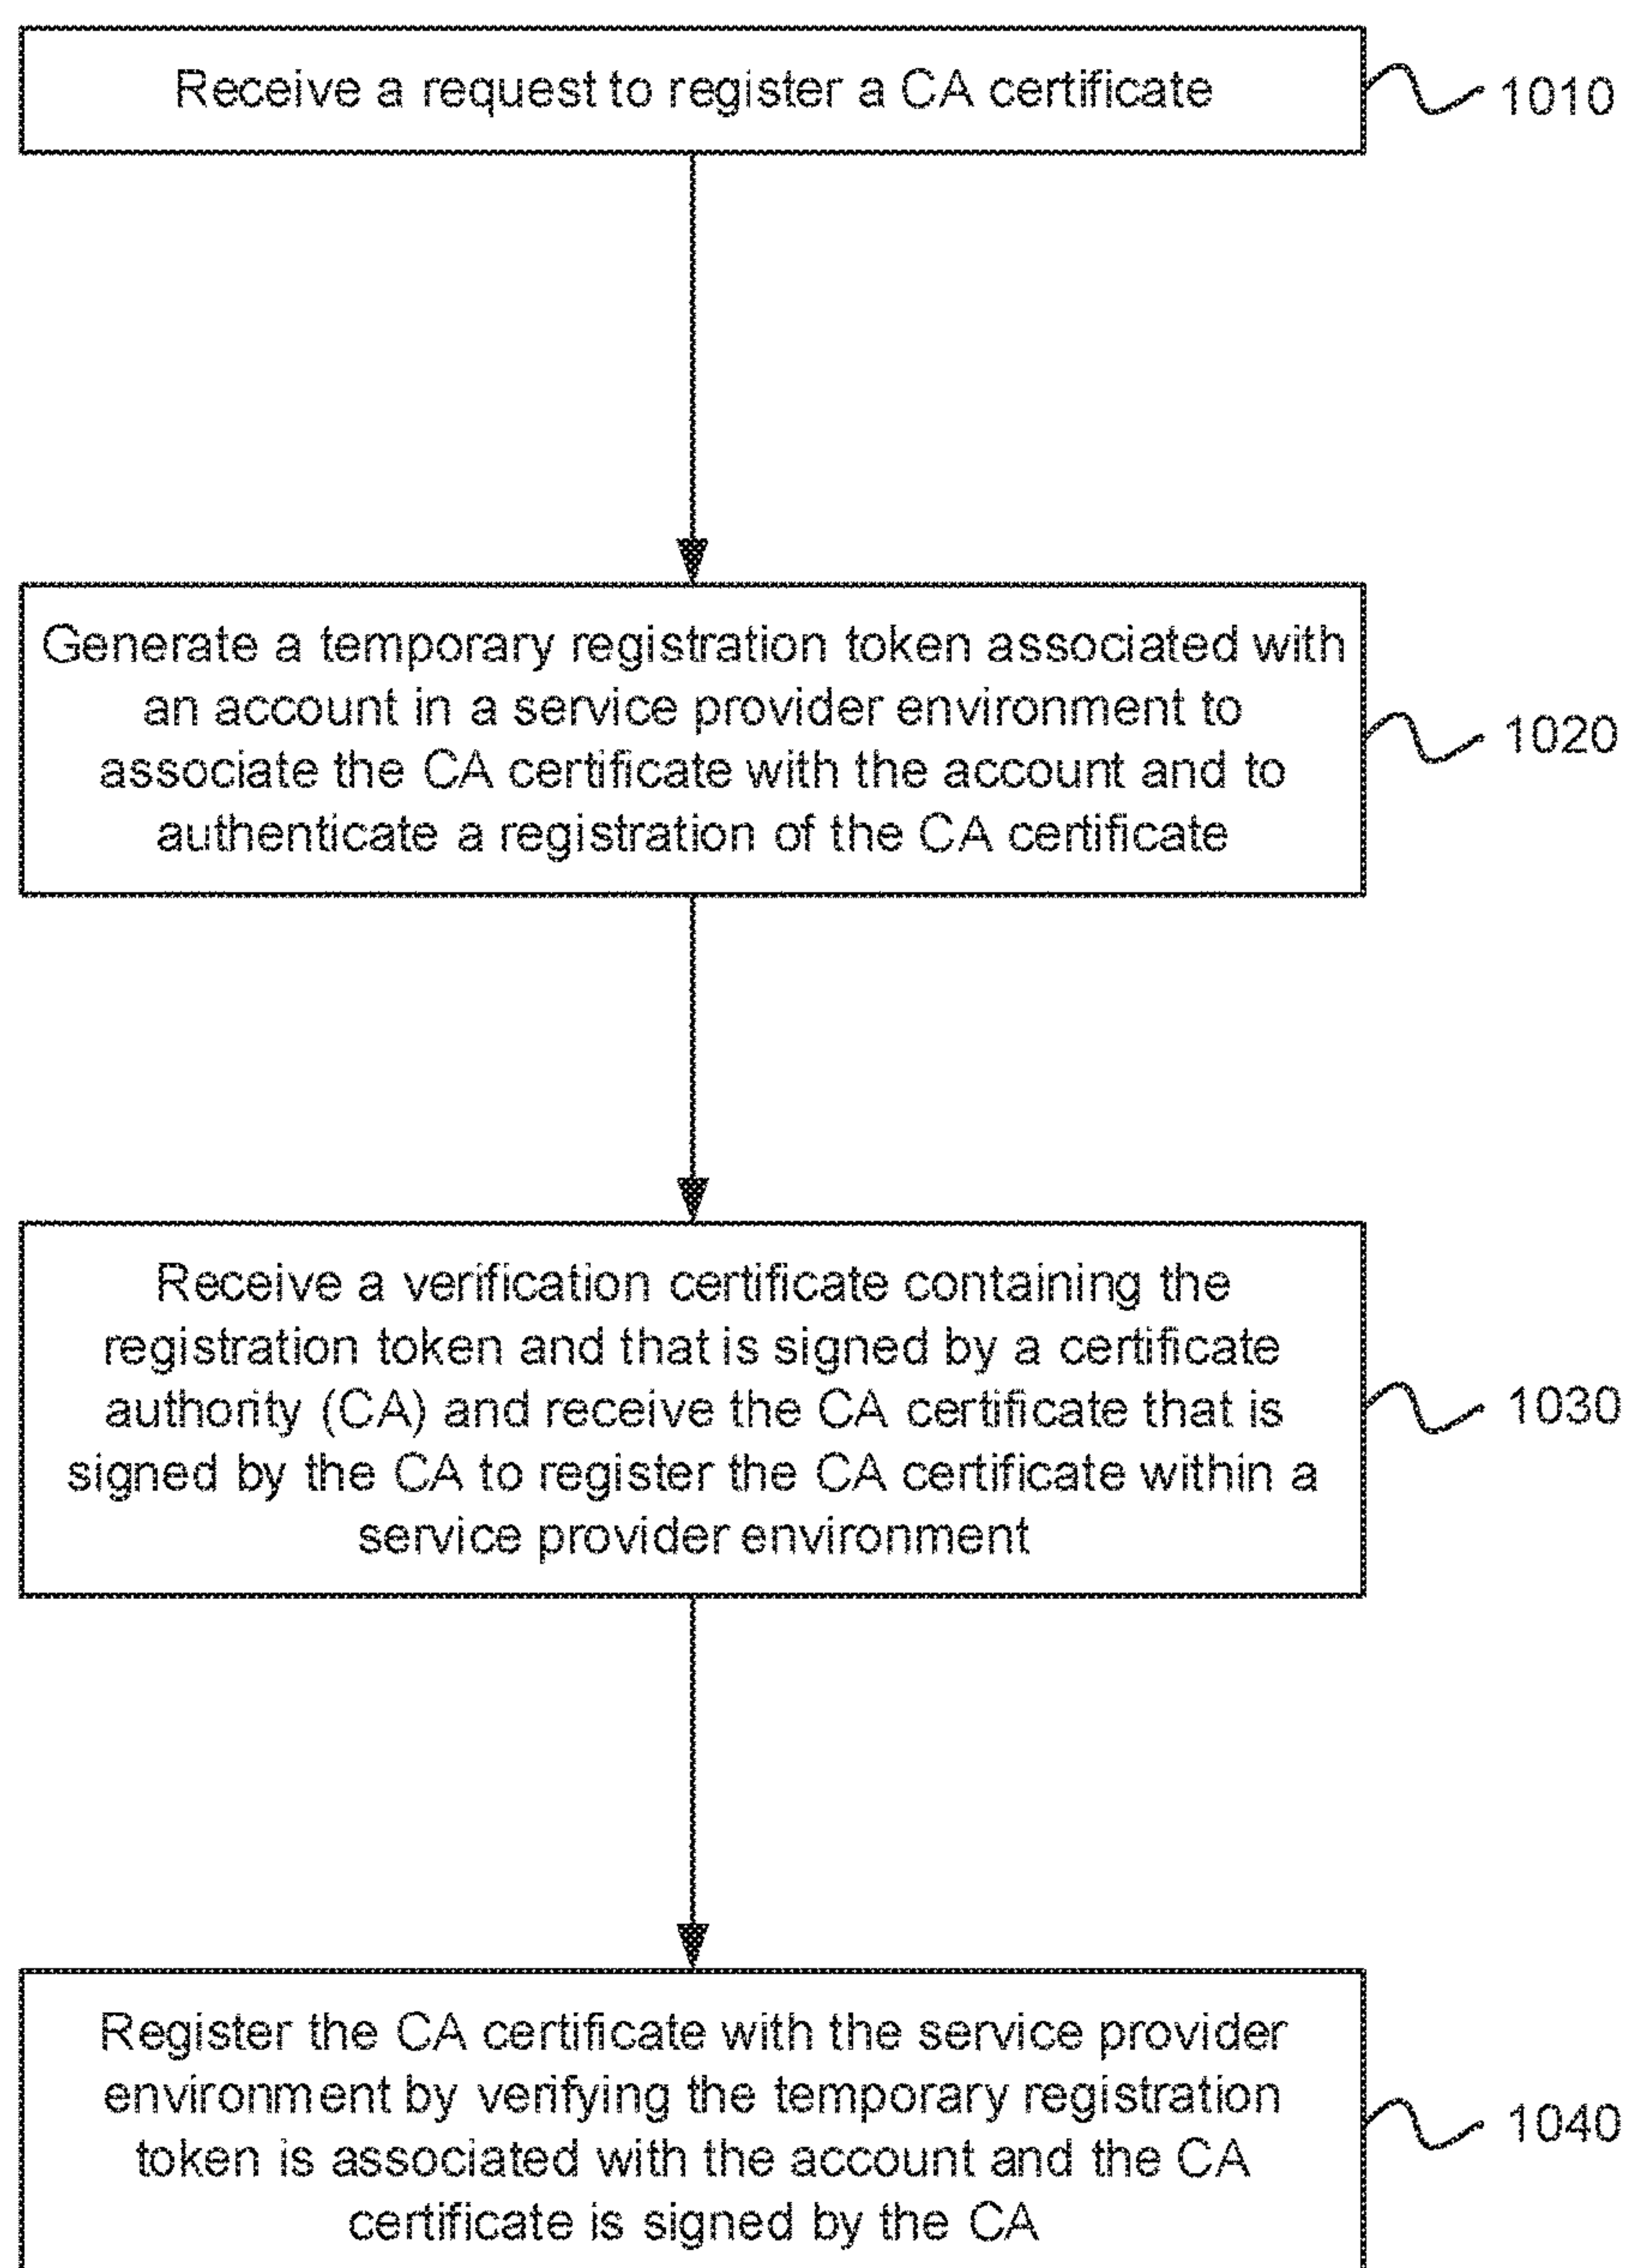 Receive a request to register a CA certificate
1010
Generate a temporary registration token associated with
an account in a service provider environment to
associate the CA certificate with the account and to
authenticate a registration of the CA certificate
1020
Receive a verification certificate containing the
registration token and that is signed by a certificate
authority (CA) and receive the CA certificate that is
signed by the CA to register the CA certificate within a
service provider environment
1030
Register the CA certificate with the service provider
environment by verifying the temporary registration
token is associated with the account and the CA
certificate is signed by the CA
1040